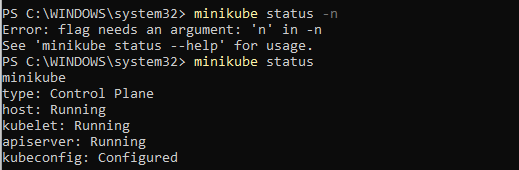 PS C:\WINDOWS\system32> minikube status -n
Error: flag needs an argument: 'n' in -n
See 'minikube status --help' for usage.
PS C:\WINDOWS\system32> minikube status
minikube
type: Control Plane
host: Running
kubelet: Running
apiserver: Running
kubeconfig: Configured